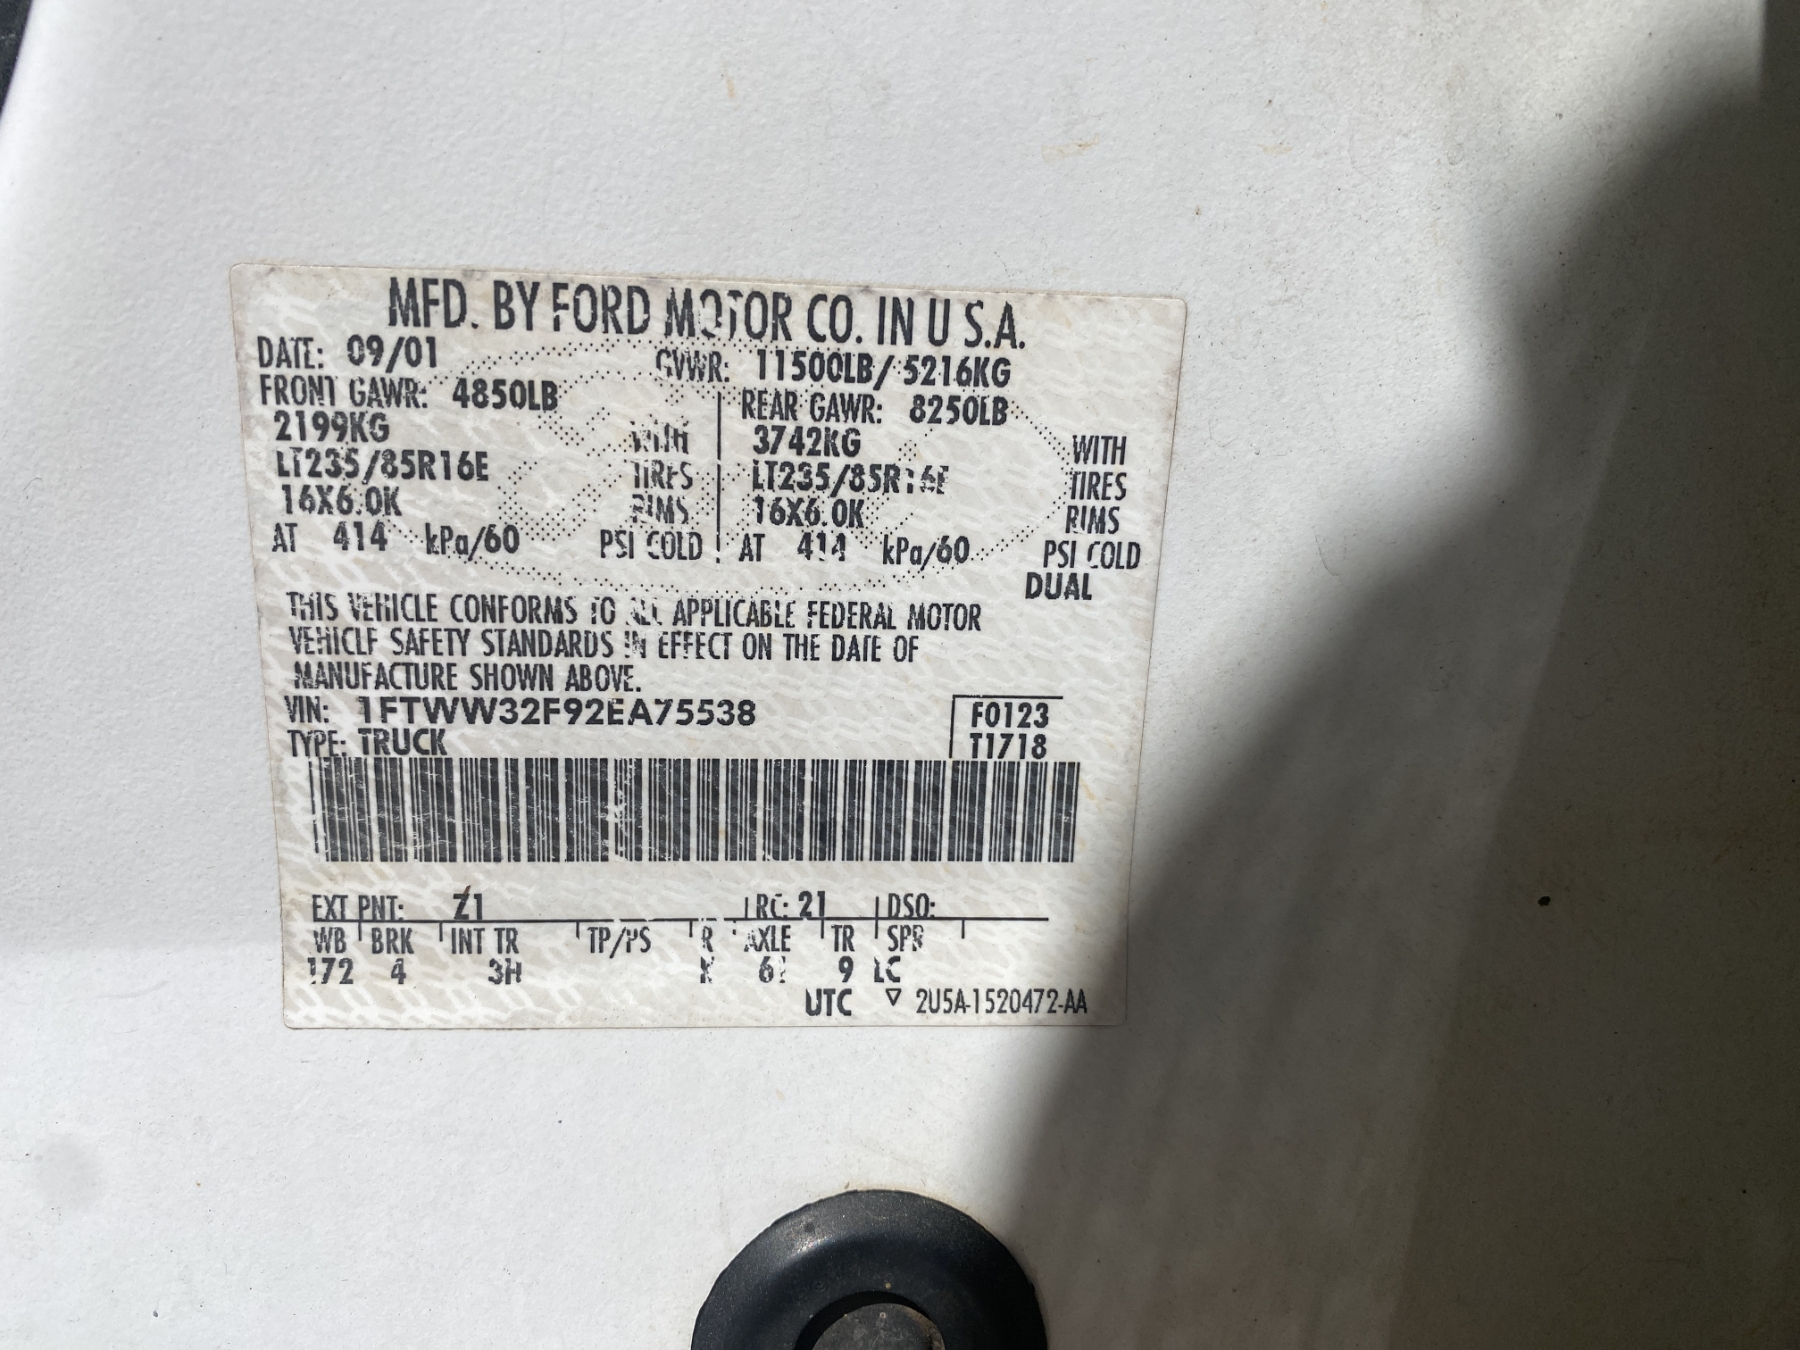 MFD. BY FORD MOTOR CO. IN U.S.A.
DATE: 09/01 GVWR: 11500LB/ 5216KG
FRONT GAWR: 4850LB REAR GAWR: 8250LB
2199KG WITH 3742KG WITH
LT235/85R16E TIRES LT235/85R16E TIRES
16X6.0K RIMS 16X6.0K RIMS
AT 414 kPa/60 PSI COLD AT 414 kPa/60 PSI COLD
DUAL
THIS VEHICLE CONFORMS TO ALL APPLICABLE FEDERAL MOTOR
VEHICLE SAFETY STANDARDS IN EFFECT ON THE DATE OF
MANUFACTURE SHOWN ABOVE.
VIN: 1FTWW32F92EA75538 F0123
TYPE: TRUCK T1718
EXT PNT: Z1 RC: 21 DSO:
WB BRK INT TR TP/PS R AXLE TR SPR
172 4 3H 9 LC
UTC ▽ 2U5A-1520472-AA